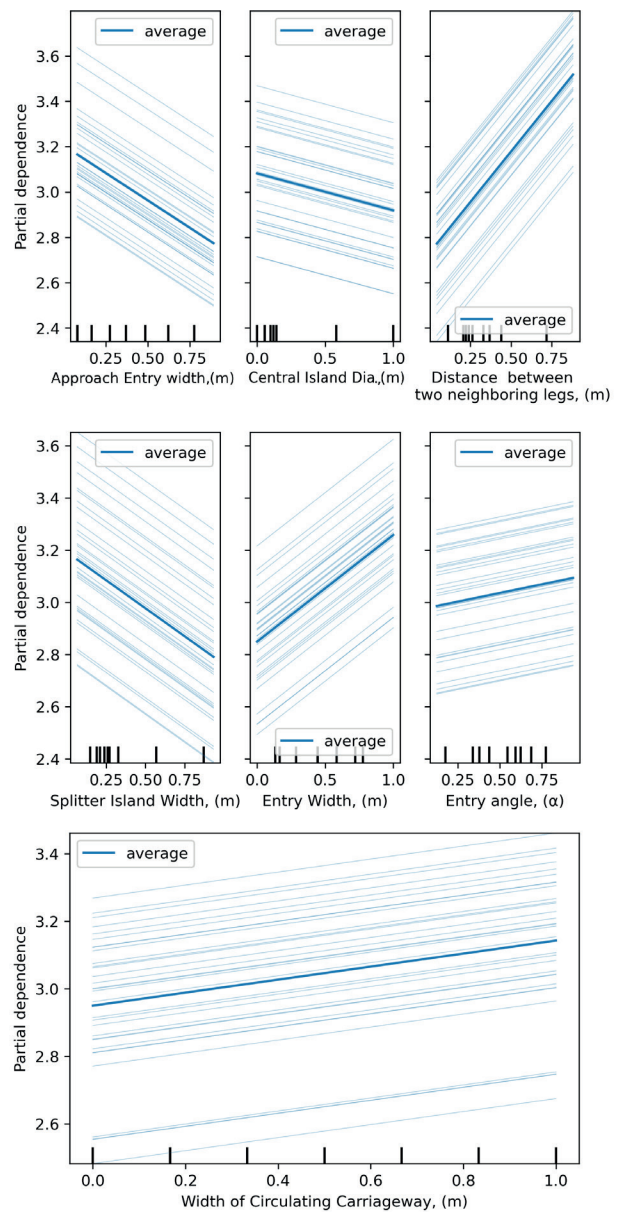 average
average
3.6
3.4
3.2
3.0
2.8
2.6
2.4
Partial dependence
average
0.25 0.50 0.75
0.0 0.5 1.0
0.25 0.50 0.75
Approach Entry width,(m)
Central Island Dia.,(m)
Distance between
two neighboring legs, (m)
average
average
3.6
3.4
3.2
3.0
2.8
2.6
2.4
Partial dependence
average
0.25 0.50 0.75
0.0 0.5 1.0
0.25 0.50 0.75
Splitter Island Width, (m)
Entry Width, (m)
Entry angle, (α)
average
3.4
3.2
3.0
2.8
2.6
Partial dependence
0.0 0.2 0.4 0.6 0.8 1.0
Width of Circulating Carriageway, (m)